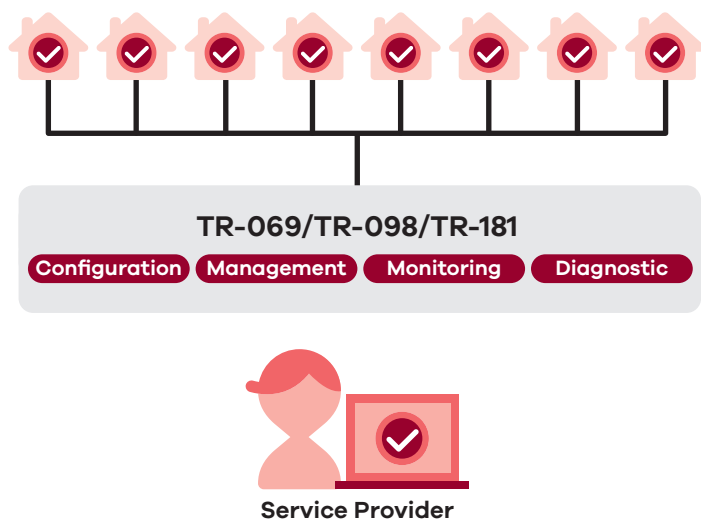 TR-069/TR-098/TR-181
Configuration Management Monitoring Diagnostic
Service Provider